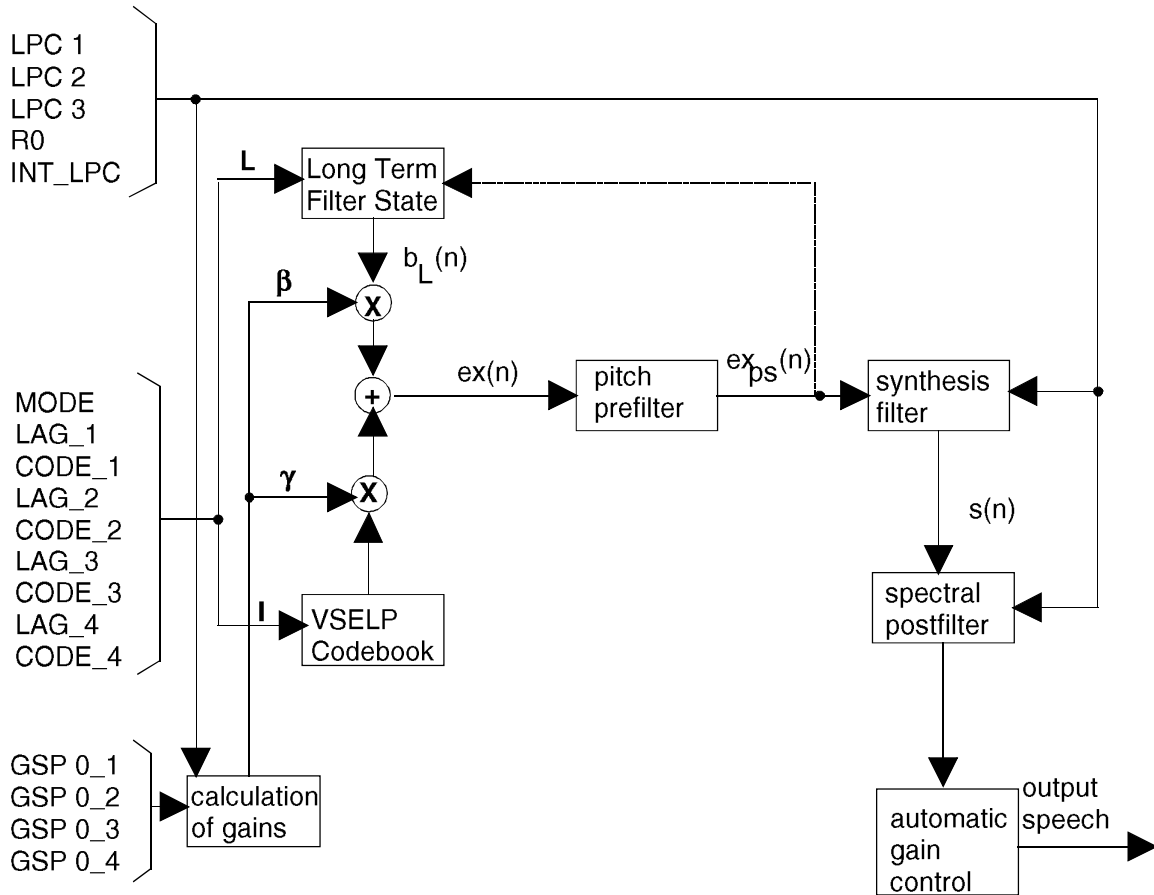 LPC 1
LPC 2
LPC 3
R0
INT_LPC
L
Long Term
Filter State
b L (n)
β
X
MODE
LAG_1
CODE_1
LAG_2
CODE_2
LAG_3
CODE_3
LAG_4
CODE_4
+
ex(n)
pitch
prefilter
ex ps (n)
synthesis
filter
γ
X
s(n)
I
VSELP
Codebook
spectral
postfilter
GSP 0_1
GSP 0_2
GSP 0_3
GSP 0_4
calculation
of gains
automatic
gain
control
output
speech